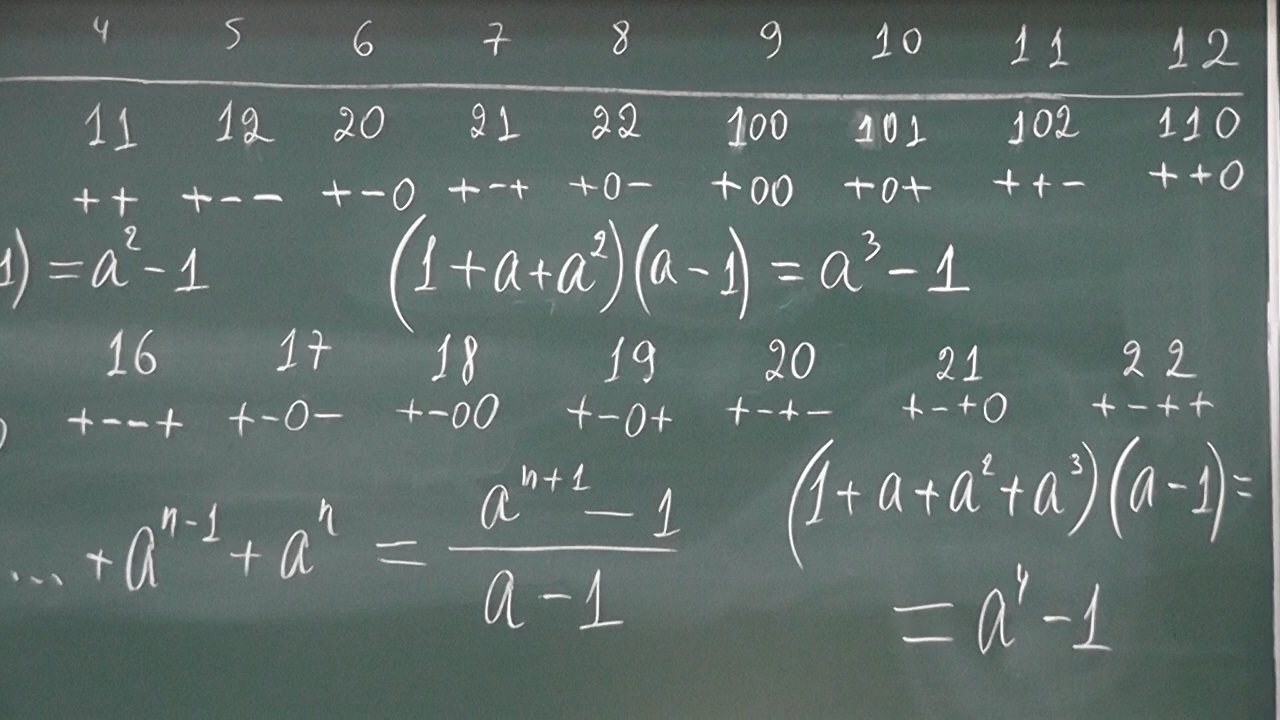 4 5 6 7 8 9 10 11 12
11 12 20 21 22 100 101 102 110
++ +-- +-0 +-+ +0- +00 +0+ ++- ++0
1) = a² - 1 (1 + a + a²)(a - 1) = a³ - 1
16 17 18 19 20 21 22
+--+ +-0- +-00 +-0+ +-+- +-+0 +-++
... + aⁿ⁻¹ + aⁿ = (aⁿ⁺¹ - 1)/(a - 1) (1 + a + a² + a³)(a - 1) =
= a⁴ - 1